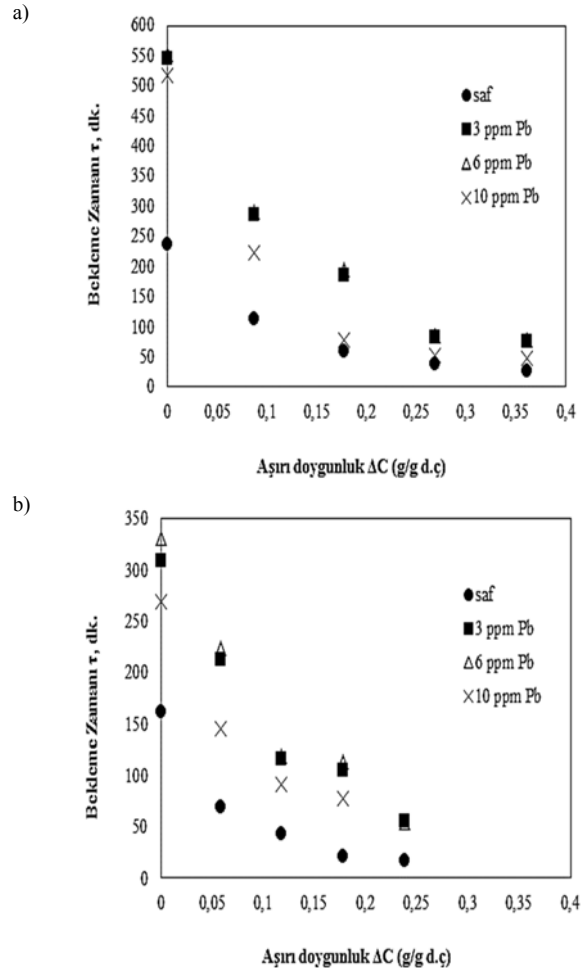 a)
600
550
500
450
400
350
300
250
200
150
100
50
0
Bekleme Zamanı τ, dk.
saf
3 ppm Pb
6 ppm Pb
10 ppm Pb
0 0,05 0,1 0,15 0,2 0,25 0,3 0,35 0,4
Aşırı doygunluk ΔC (g/g d.ç)
b)
350
300
250
200
150
100
50
0
Bekleme Zamanı τ, dk.
saf
3 ppm Pb
6 ppm Pb
10 ppm Pb
0 0,05 0,1 0,15 0,2 0,25 0,3 0,35 0,4
Aşırı doygunluk ΔC (g/g d.ç)